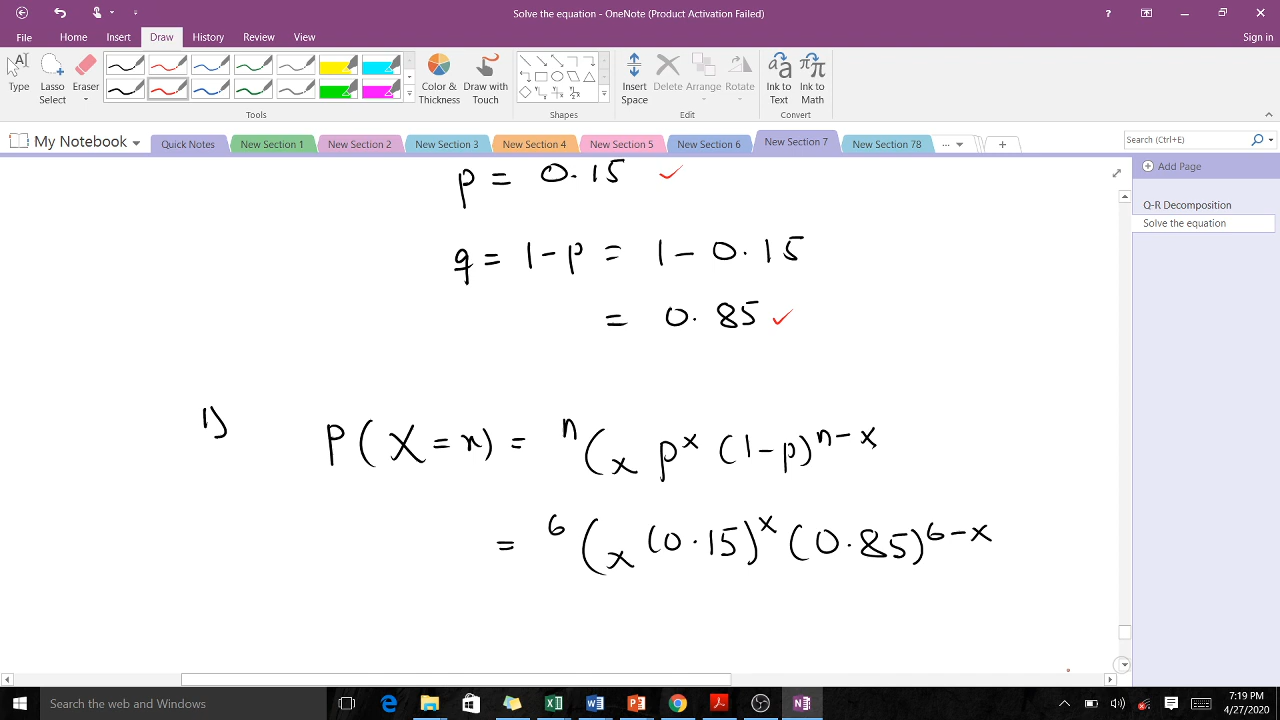 Solve the equation - OneNote (Product Activation Failed)
File Home Insert Draw History Review View Sign in
Type Lasso Select Eraser Color & Thickness Draw with Touch Insert Space Delete Arrange Rotate Ink to Text Ink to Math
Tools Shapes Edit Convert
My Notebook Quick Notes New Section 1 New Section 2 New Section 3 New Section 4 New Section 5 New Section 6 New Section 7 New Section 78 ... Search (Ctrl+E)
Add Page
Q-R Decomposition
Solve the equation
p = 0.15 ✓
q = 1-p = 1 - 0.15
= 0.85 ✓
1) P(X=x) = ⁿCₓ pˣ (1-p)ⁿ⁻ˣ
= ⁶Cₓ (0.15)ˣ (0.85)⁶⁻ˣ
Search the web and Windows
7:19 PM
4/27/2020